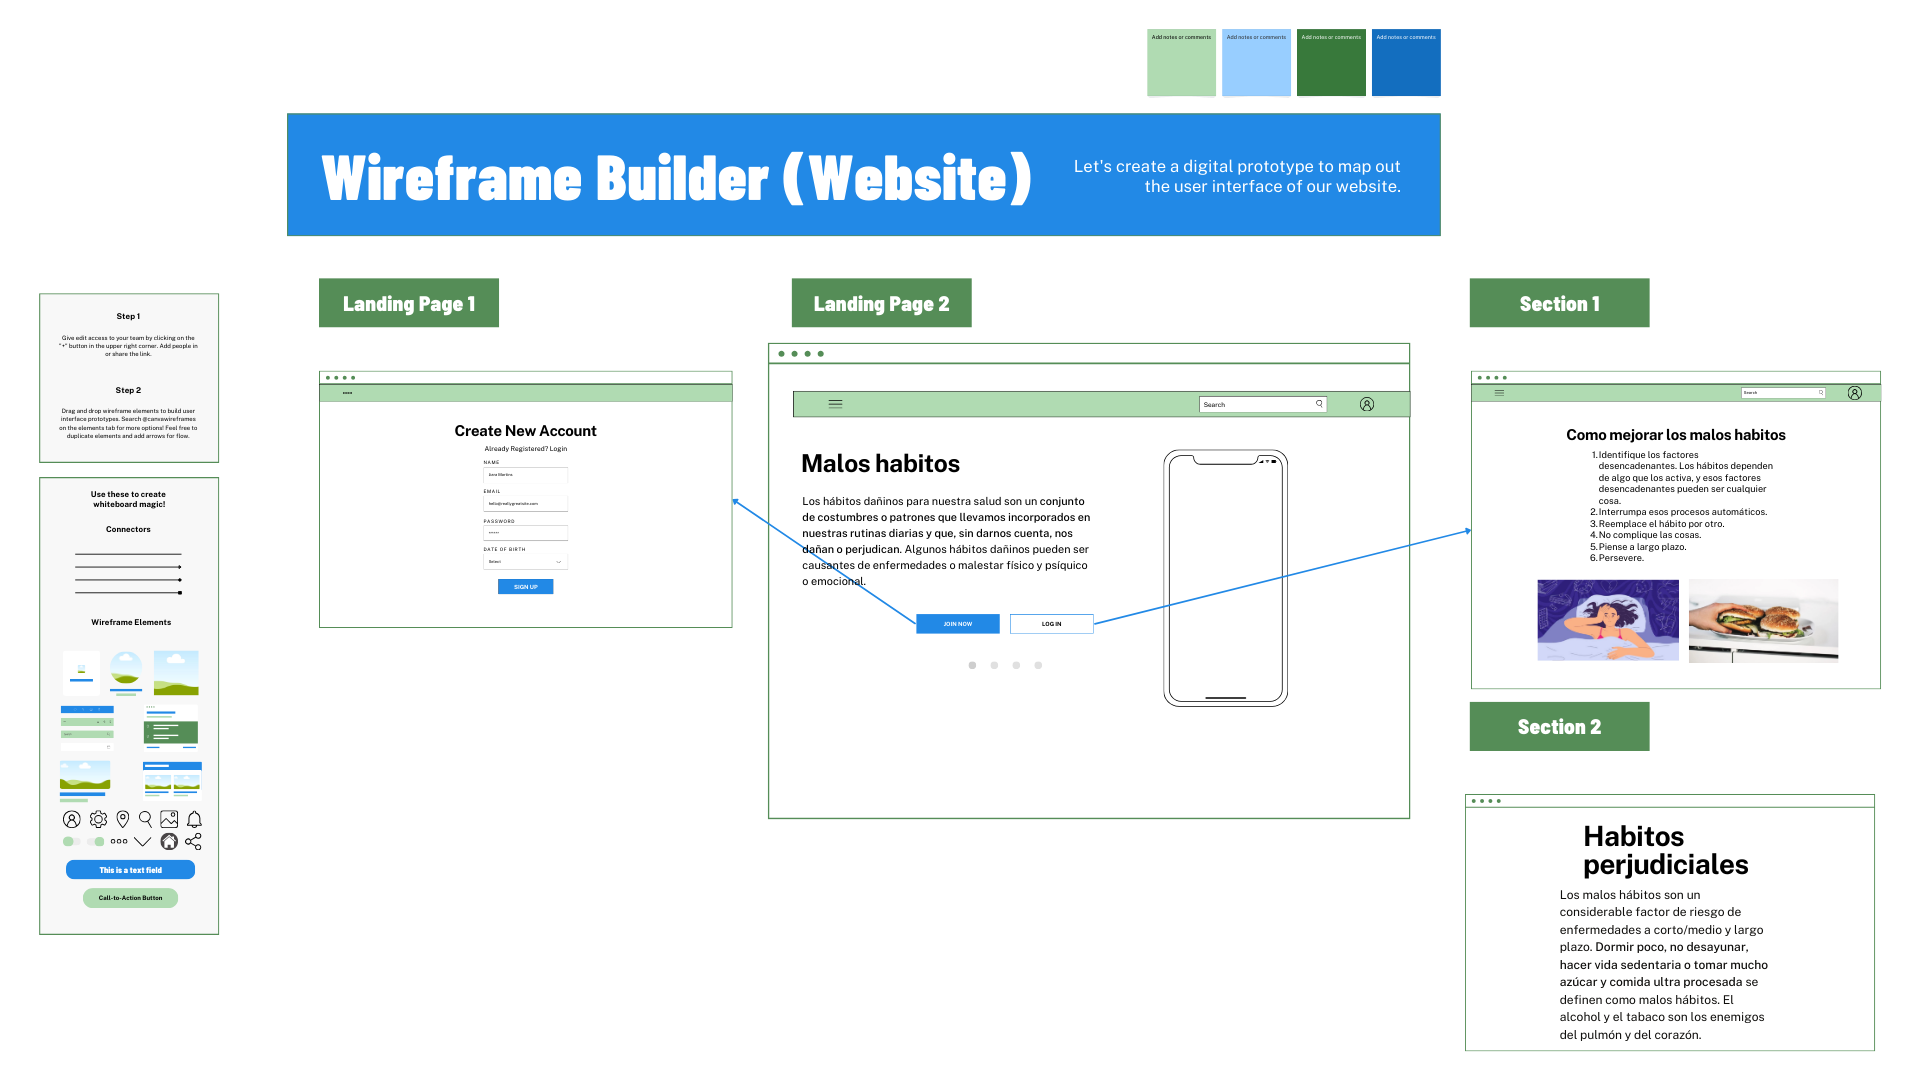 Add notes or comments
Add notes or comments
Add notes or comments
Add notes or comments
Wireframe Builder (Website)
Let's create a digital prototype to map out
the user interface of our website.
Step 1
Give edit access to your team by clicking on the
"+" button in the upper right corner. Add people in
or share the link.
Step 2
Drag and drop wireframe elements to build user
interface prototypes. Search @canvawireframes
on the elements tab for more options! Feel free to
duplicate elements and add arrows for flow.
Use these to create
whiteboard magic!
Connectors
Wireframe Elements
This is a text field
Call-to-Action Button
Landing Page 1
Create New Account
Already Registered? Login
NAME
EMAIL
hello@reallygreatsite.com
PASSWORD
******
DATE OF BIRTH
Select
SIGN UP
Landing Page 2
Search
Malos habitos
Los hábitos dañinos para nuestra salud son un conjunto
de costumbres o patrones que llevamos incorporados en
nuestras rutinas diarias y que, sin darnos cuenta, nos
dañan o perjudican. Algunos hábitos dañinos pueden ser
causantes de enfermedades o malestar físico y psíquico
o emocional.
JOIN NOW
LOG IN
Section 1
Search
Como mejorar los malos habitos
1. Identifique los factores
desencadenantes. Los hábitos dependen
de algo que los activa, y esos factores
desencadenantes pueden ser cualquier
cosa.
2. Interrumpa esos procesos automáticos.
3. Reemplace el hábito por otro.
4. No complique las cosas.
5. Piense a largo plazo.
6. Persevere.
Section 2
Habitos
perjudiciales
Los malos hábitos son un
considerable factor de riesgo de
enfermedades a corto/medio y largo
plazo. Dormir poco, no desayunar,
hacer vida sedentaria o tomar mucho
azúcar y comida ultra procesada se
definen como malos hábitos. El
alcohol y el tabaco son los enemigos
del pulmón y del corazón.